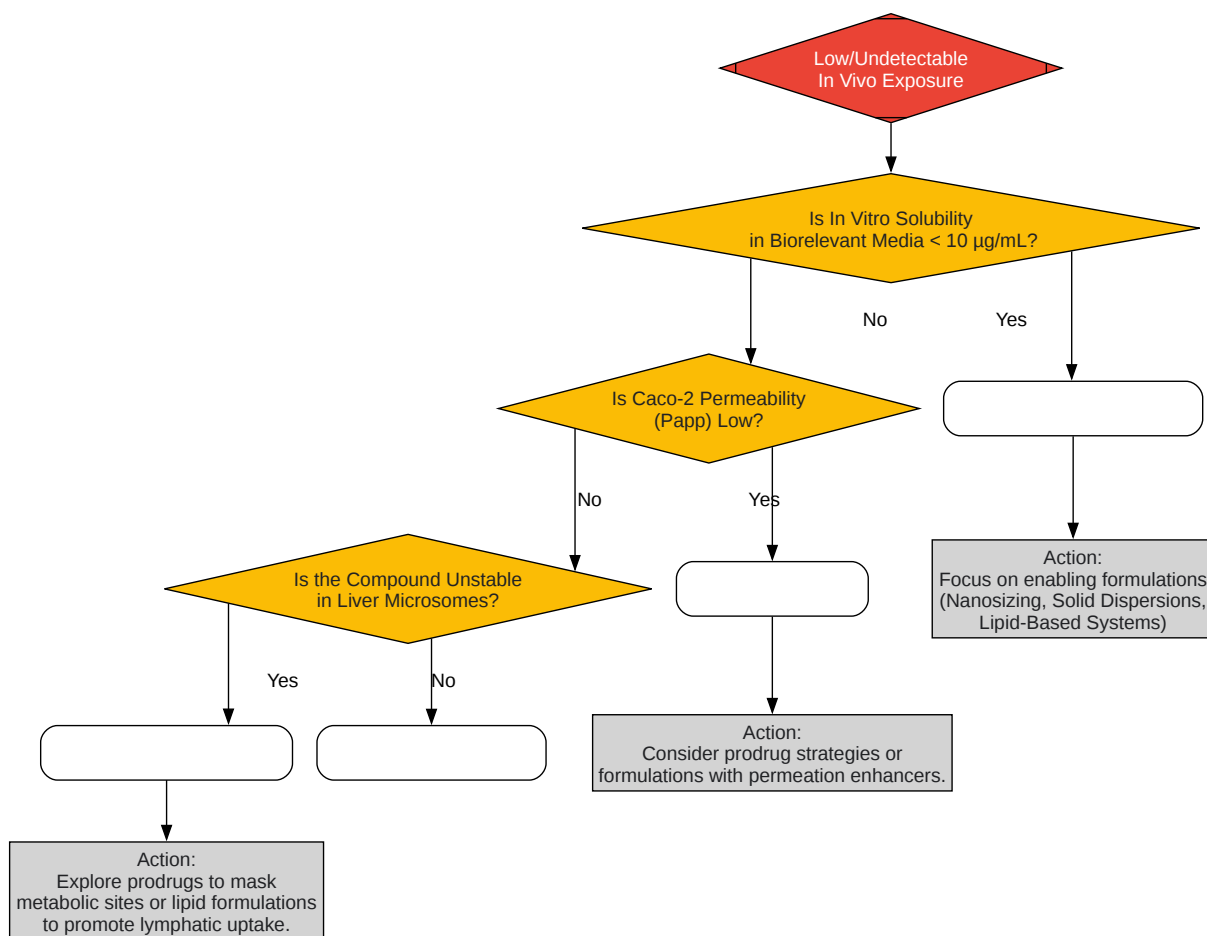 Low/Undetectable
In Vivo Exposure
Is In Vitro Solubility
in Biorelevant Media < 10 µg/mL?
No
Yes
Is Caco-2 Permeability
(Papp) Low?
No
Yes
Action:
Focus on enabling formulations
(Nanosizing, Solid Dispersions,
Lipid-Based Systems)
Is the Compound Unstable
in Liver Microsomes?
Yes
No
Action:
Consider prodrug strategies or
formulations with permeation enhancers.
Action:
Explore prodrugs to mask
metabolic sites or lipid formulations
to promote lymphatic uptake.